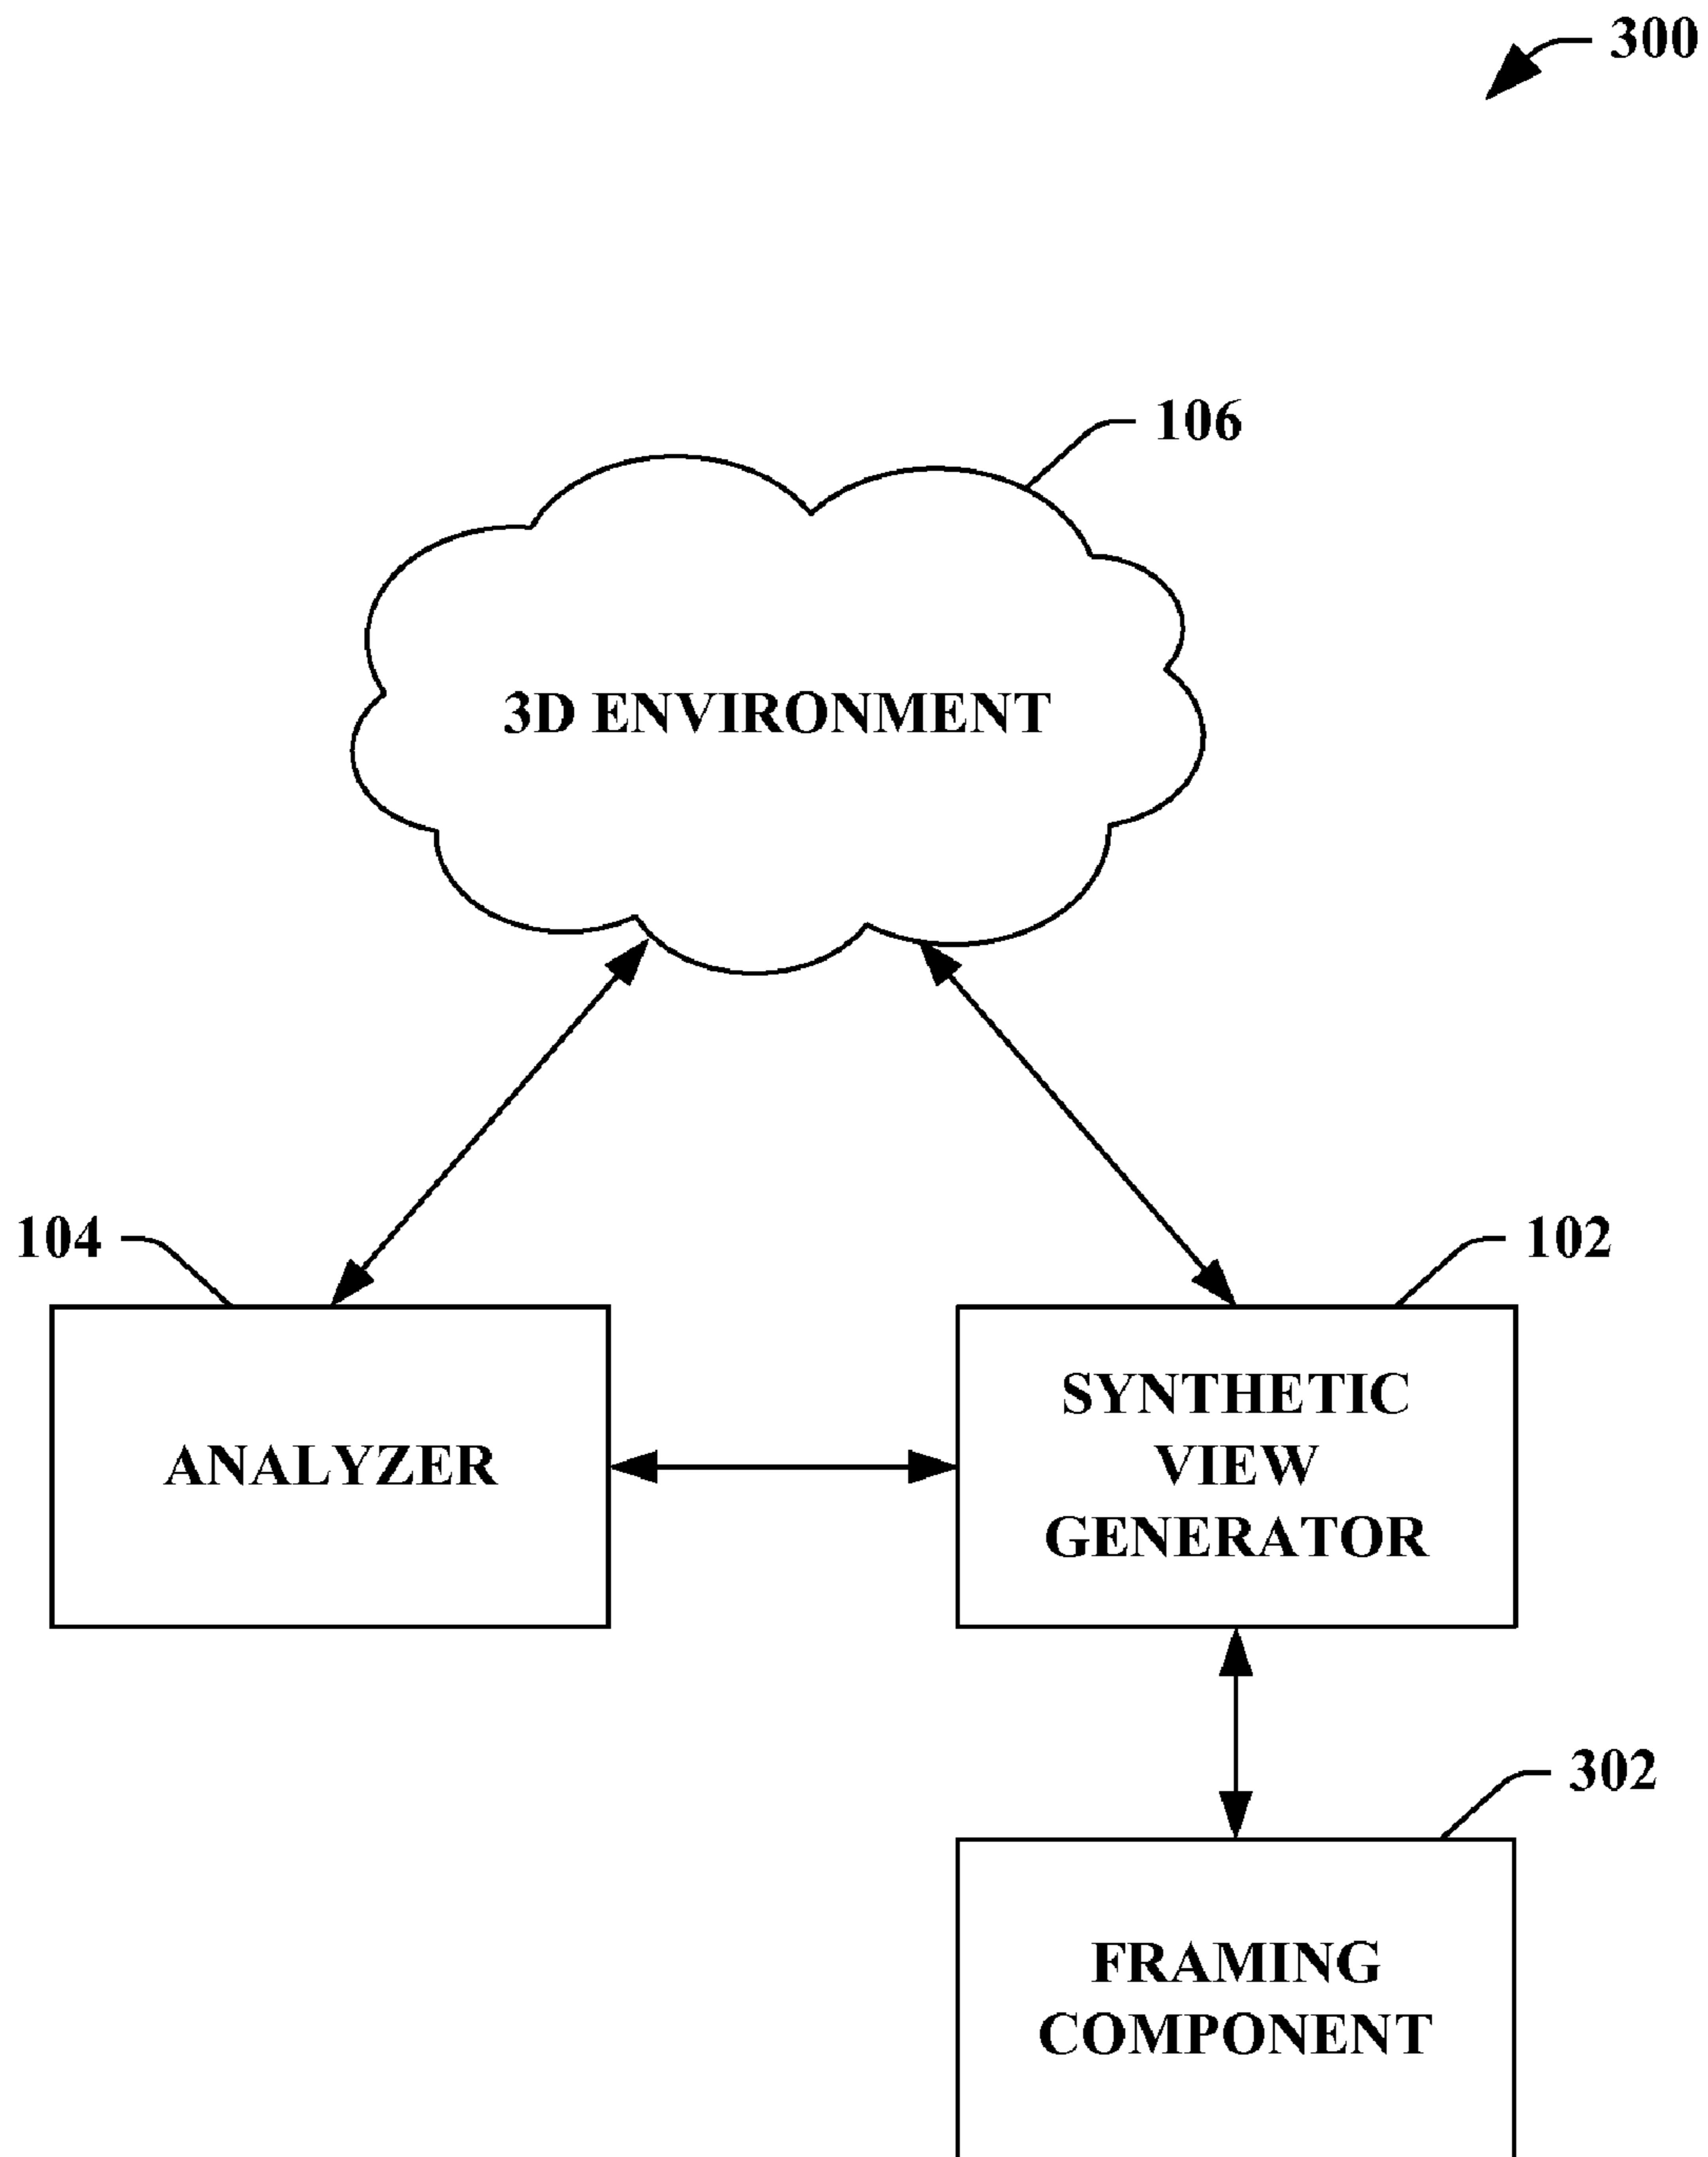 300
106
3D ENVIRONMENT
104
102
ANALYZER
SYNTHETIC
VIEW
GENERATOR
302
FRAMING
COMPONENT